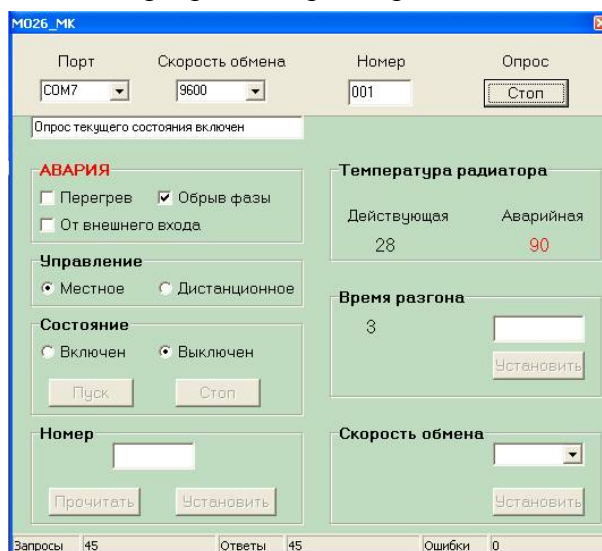 MO26_MK
Порт Скорость обмена Номер Опрос
COM7 9600 001 Стоп
Опрос текущего состояния включен
АВАРИЯ
Перегрев Обрыв фазы
От внешнего входа
Температура радиатора
Действующая Аварийная
28 90
Управление
Местное Дистанционное
Время разгона
3
Установить
Состояние
Включен Выключен
Пуск Стоп
Номер
Прочитать Установить
Скорость обмена
Установить
Запросы 45 Ответы 45 Ошибки 0